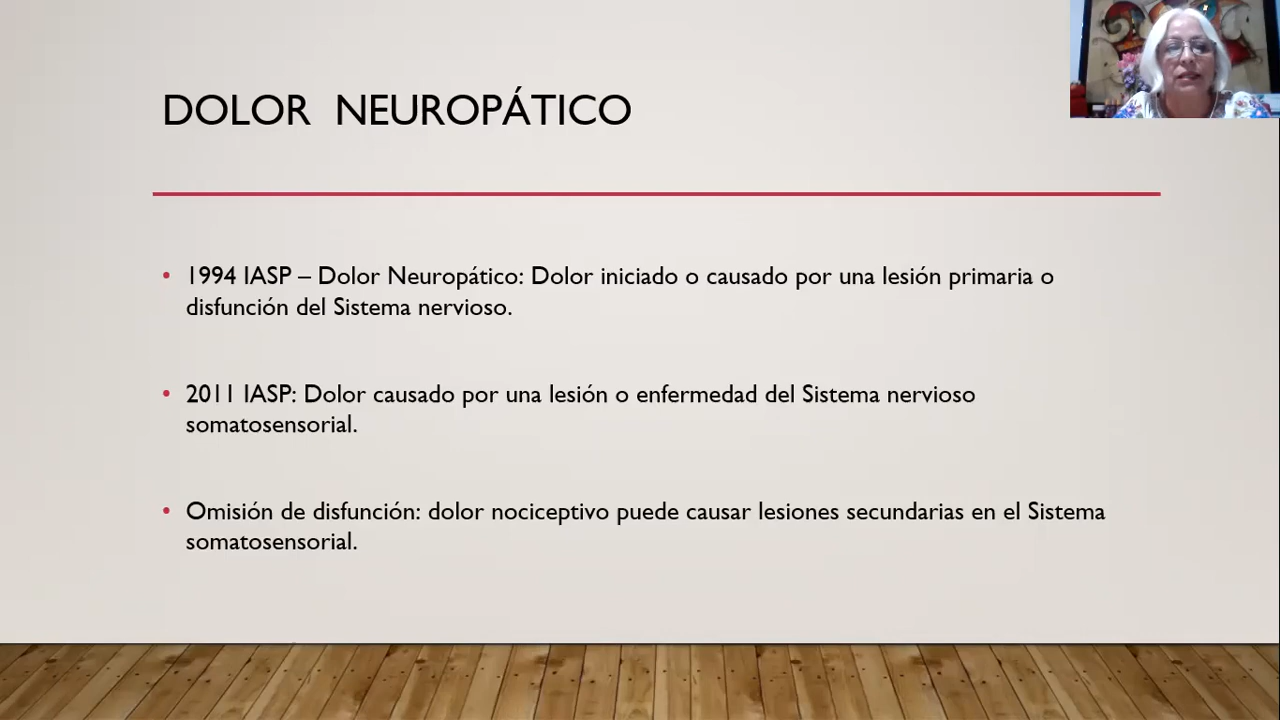 DOLOR NEUROPÁTICO
• 1994 IASP – Dolor Neuropático: Dolor iniciado o causado por una lesión primaria o
disfunción del Sistema nervioso.
• 2011 IASP: Dolor causado por una lesión o enfermedad del Sistema nervioso
somatosensorial.
• Omisión de disfunción: dolor nociceptivo puede causar lesiones secundarias en el Sistema
somatosensorial.